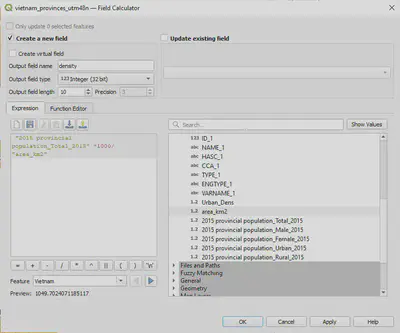 vietnam_provinces_utm48n — Field Calculator
Only update 0 selected features
Create a new field
Update existing field
Create virtual field
Output field name density
Output field type 123 Integer (32 bit)
Output field length 10 Precision 3
Expression Function Editor
Search... Show Values
"2015 provincial
population_Total_2015" *1000/
"area_km2"
123 ID_1
abc NAME_1
abc HASC_1
abc CCA_1
abc TYPE_1
abc ENGTYPE_1
abc VARNAME_1
1.2 Urban_Dens
1.2 area_km2
1.2 2015 provincial population_Total_2015
1.2 2015 provincial population_Male_2015
1.2 2015 provincial population_Female_2015
1.2 2015 provincial population_Urban_2015
1.2 2015 provincial population_Rural_2015
Files and Paths
Fuzzy Matching
General
Geometry
Map Layers
= + - / * ^ || ( ) '\n'
Feature Vietnam
Preview: 1049.7024071185117
OK Cancel Apply Help